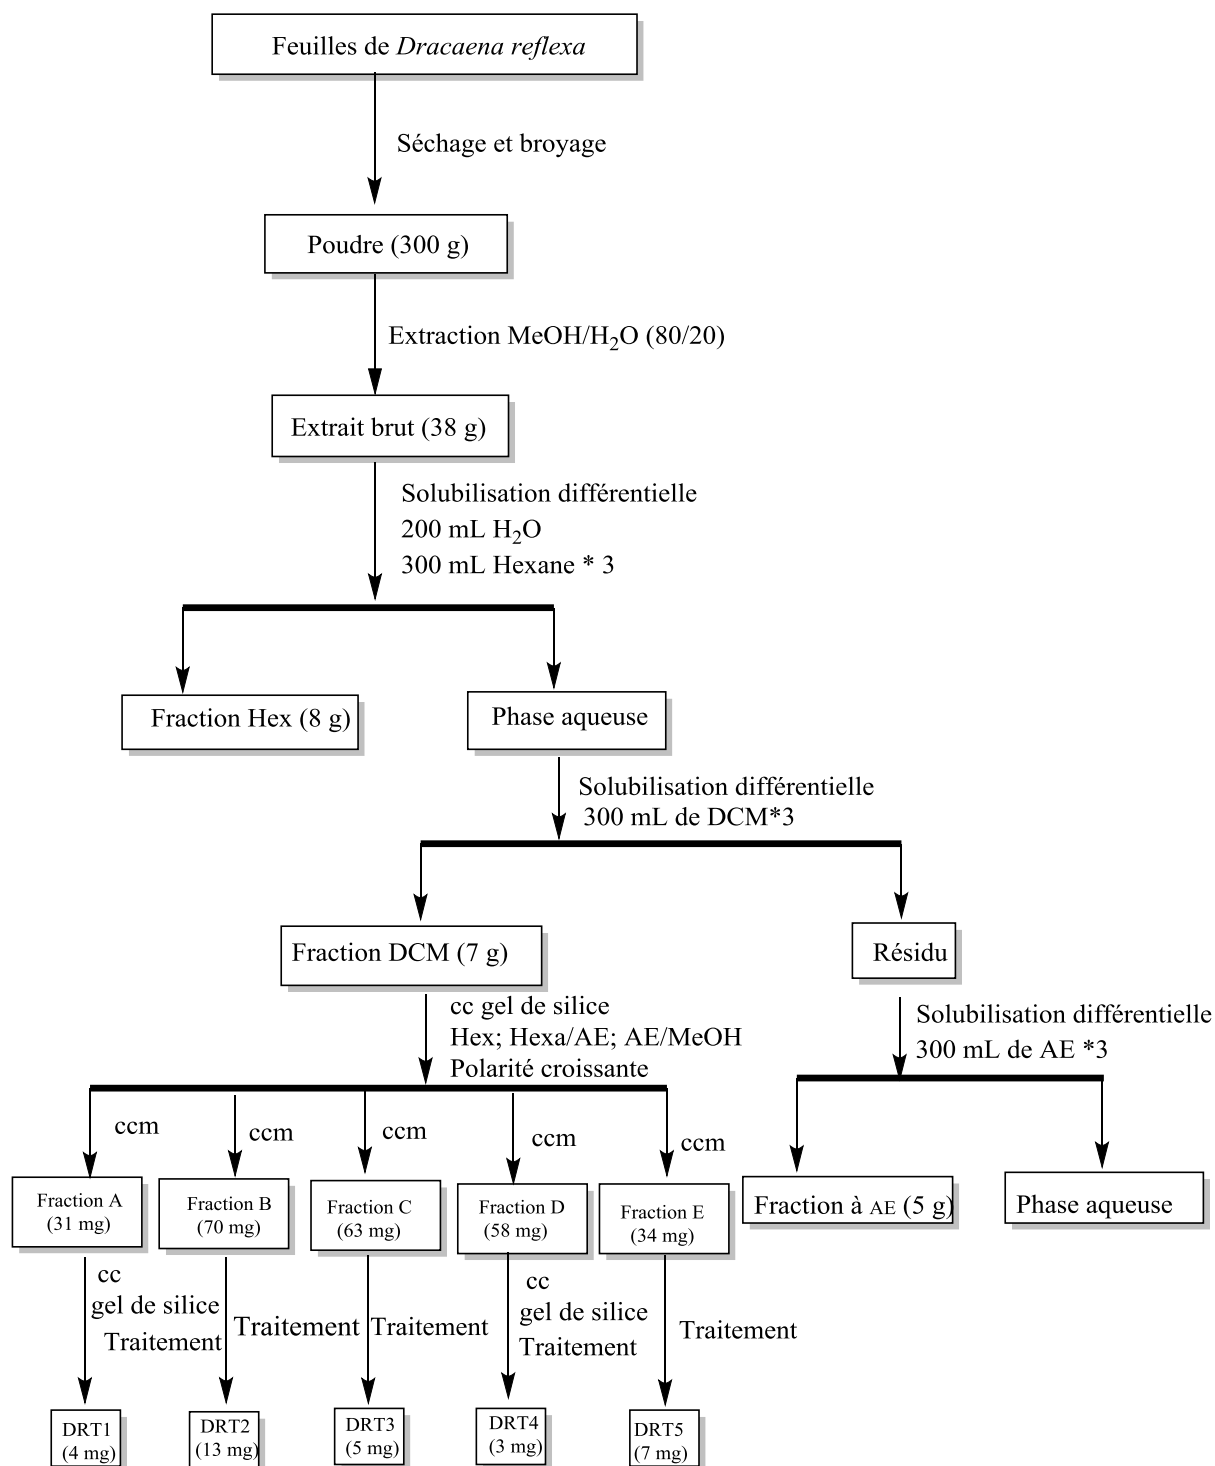 Feuilles de Dracaena reflexa
Séchage et broyage
Poudre (300 g)
Extraction MeOH/H₂O (80/20)
Extrait brut (38 g)
Solubilisation différentielle
200 mL H₂O
300 mL Hexane * 3
Fraction Hex (8 g)
Phase aqueuse
Solubilisation différentielle
300 mL de DCM*3
Fraction DCM (7 g)
Résidu
cc gel de silice
Hex; Hexa/AE; AE/MeOH
Polarité croissante
Solubilisation différentielle
300 mL de AE *3
ccm
ccm
ccm
ccm
ccm
Fraction A
(31 mg)
Fraction B
(70 mg)
Fraction C
(63 mg)
Fraction D
(58 mg)
Fraction E
(34 mg)
Fraction à AE (5 g)
Phase aqueuse
cc
gel de silice
Traitement
Traitement
Traitement
cc
gel de silice
Traitement
Traitement
DRT1
(4 mg)
DRT2
(13 mg)
DRT3
(5 mg)
DRT4
(3 mg)
DRT5
(7 mg)